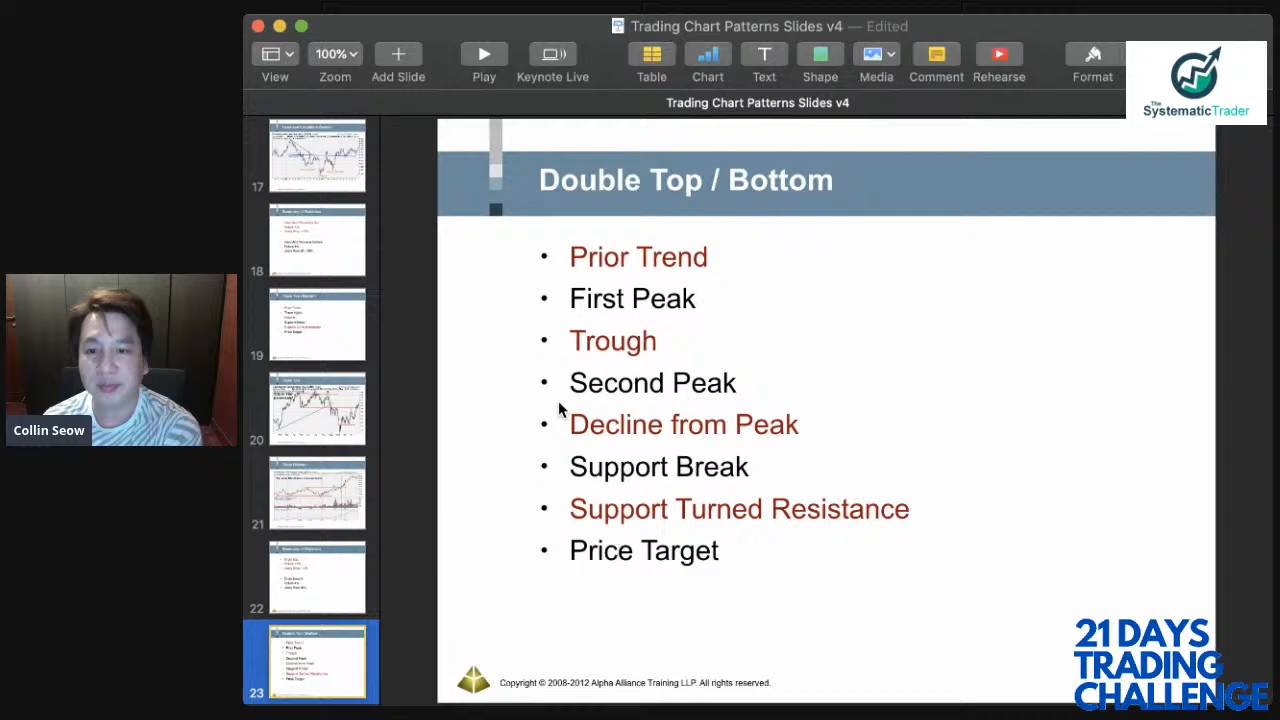 Trading Chart Patterns Slides v4 — Edited
100%
View
Zoom
Add Slide
Play
Keynote Live
Table
Chart
Text
Shape
Media
Comment
Rehearse
Format
Trading Chart Patterns Slides v4
The
SystematicTrader
17
18
19
20
21
22
23
Double Top / Bottom
• Prior Trend
• First Peak
• Trough
• Second Peak
• Decline from Peak
• Support Break
• Support Turned Resistance
• Price Target
Copyright © 2008-2012 Alpha Alliance Training LLP. All rights reserved.
Collin Seow
21 DAYS
TRADING
CHALLENGE